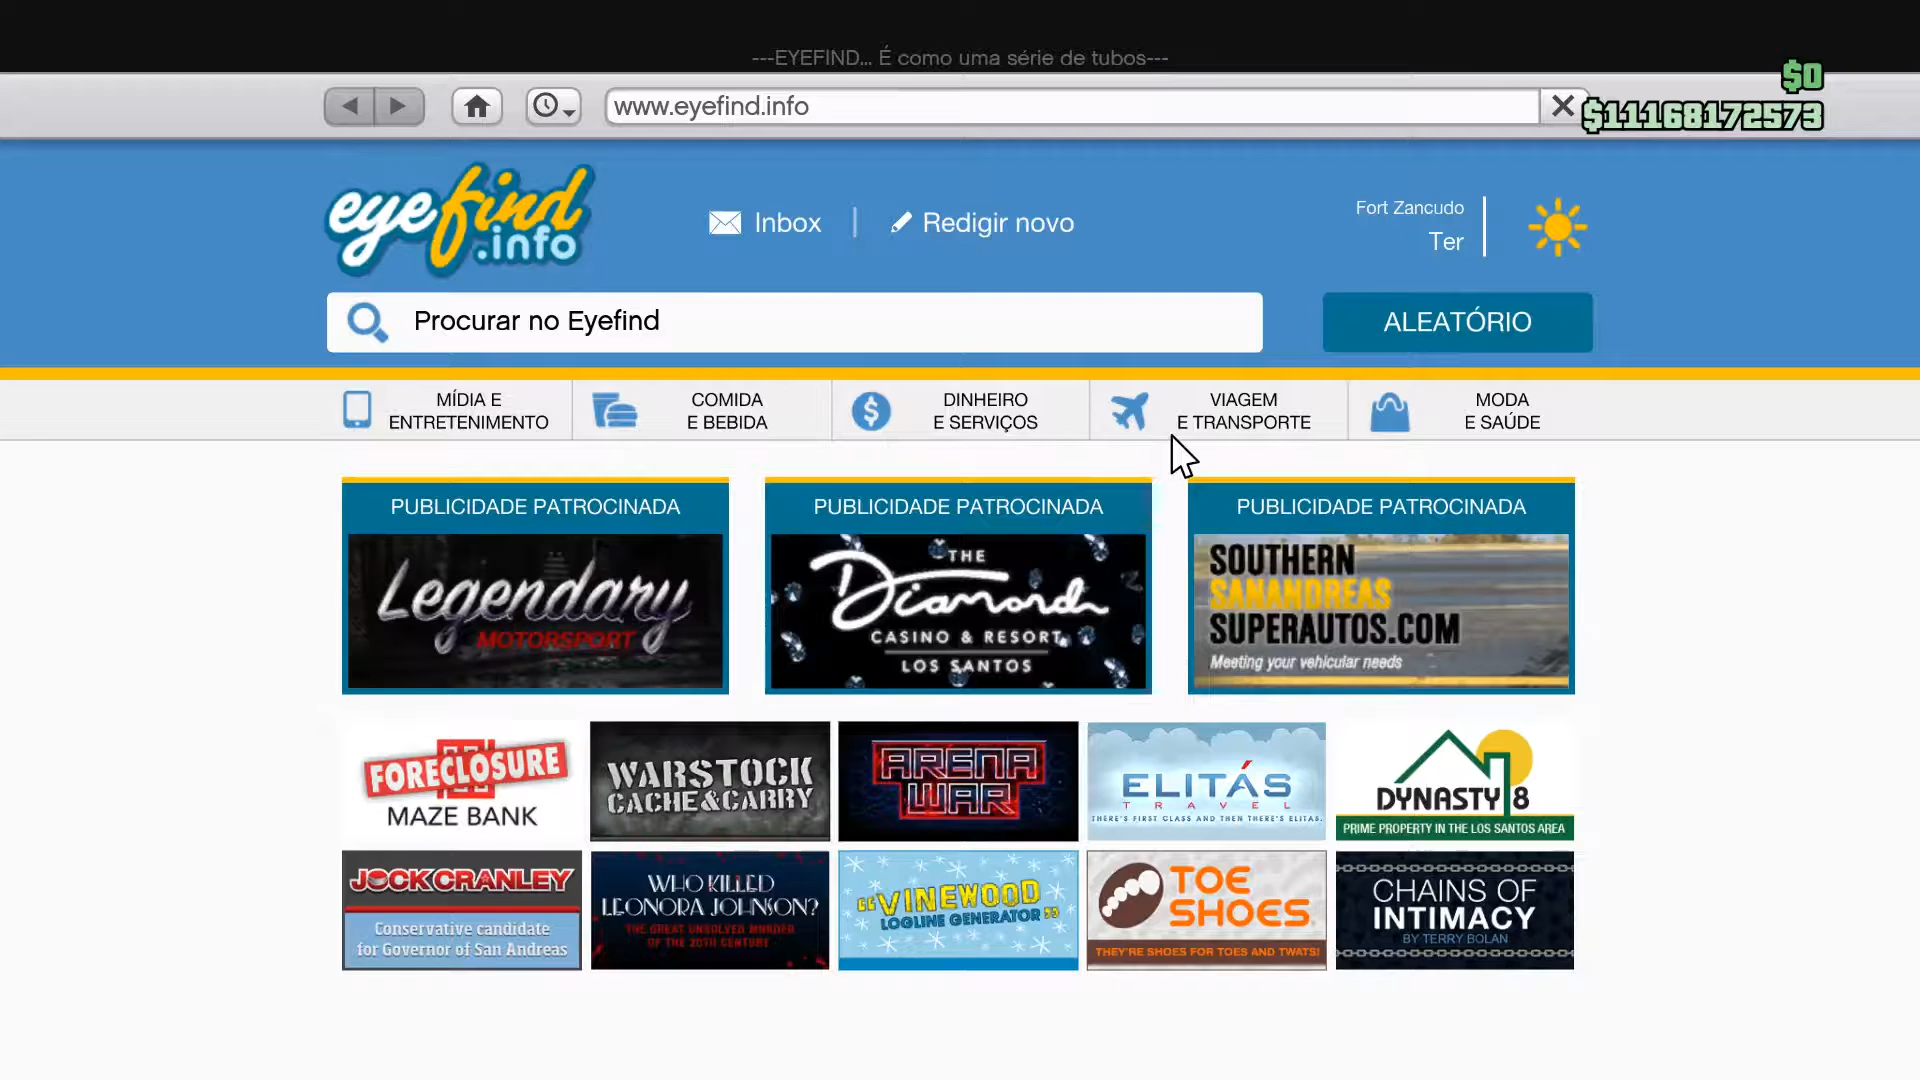 ---EYEFIND... É como uma série de tubos---
$0
www.eyefind.info
$11168172573
eyefind
.info
Inbox
Redigir novo
Fort Zancudo
Ter
Procurar no Eyefind
ALEATÓRIO
MÍDIA E
ENTRETENIMENTO
COMIDA
E BEBIDA
DINHEIRO
E SERVIÇOS
VIAGEM
E TRANSPORTE
MODA
E SAÚDE
PUBLICIDADE PATROCINADA
Legendary
MOTORSPORT
PUBLICIDADE PATROCINADA
THE
Diamond
CASINO & RESORT
LOS SANTOS
PUBLICIDADE PATROCINADA
SOUTHERN
SANANDREAS
SUPERAUTOS.COM
Meeting your vehicular needs
FORECLOSURE
MAZE BANK
WARSTOCK
CACHE&CARRY
ARENA
WAR
ELITÁS
TRAVEL
THERE'S FIRST CLASS AND THEN THERE'S ELITÁS.
DYNASTY 8
PRIME PROPERTY IN THE LOS SANTOS AREA
JOCK CRANLEY
Conservative candidate
for Governor of San Andreas
WHO KILLED
LEONORA JOHNSON?
THE GREAT UNSOLVED MURDER
OF THE 20TH CENTURY
"VINEWOOD
LOGLINE GENERATOR"
TOE
SHOES
THEY'RE SHOES FOR TOES AND TWATS!
CHAINS OF
INTIMACY
BY TERRY BOLAN